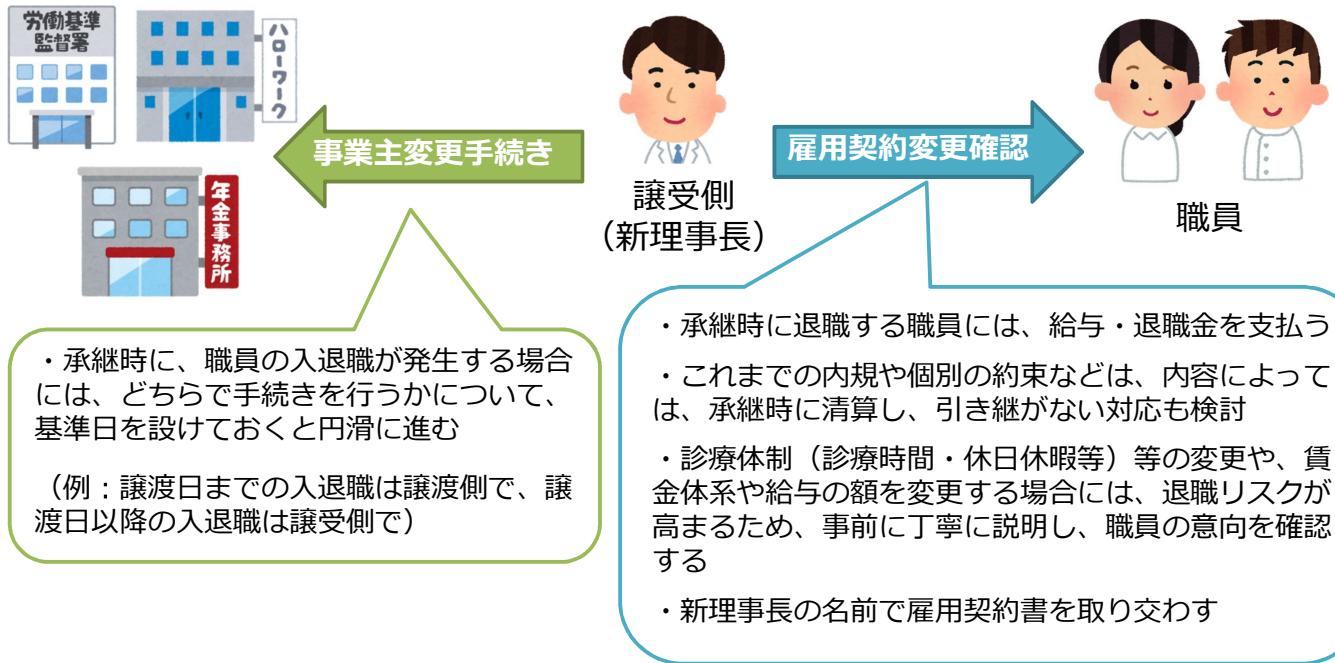 労働基準
監督署
ハローワーク
年金事務所
事業主変更手続き
譲受側
（新理事長）
雇用契約変更確認
職員
・承継時に、職員の入退職が発生する場合
には、どちらで手続きを行うかについて、
基準日を設けておくと円滑に進む
（例：譲渡日までの入退職は譲渡側で、譲
渡日以降の入退職は譲受側で）
・承継時に退職する職員には、給与・退職金を支払う
・これまでの内規や個別の約束などは、内容によって
は、承継時に清算し、引き継がない対応も検討
・診療体制（診療時間・休日休暇等）等の変更や、賃
金体系や給与の額を変更する場合には、退職リスクが
高まるため、事前に丁寧に説明し、職員の意向を確認
する
・新理事長の名前で雇用契約書を取り交わす